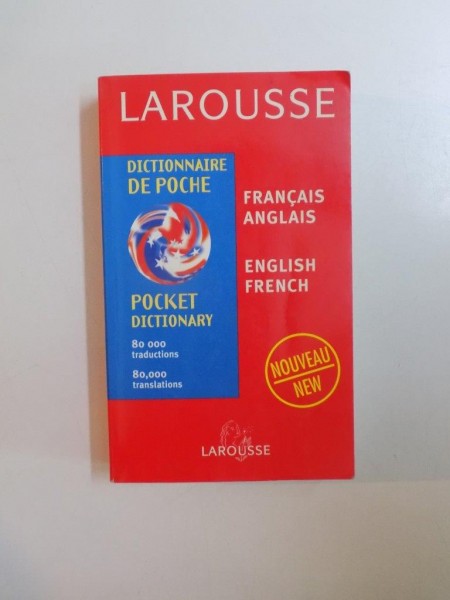 LAROUSSE
DICTIONNAIRE
DE POCHE
POCKET
DICTIONARY
80 000
traductions
80,000
translations
FRANÇAIS
ANGLAIS
ENGLISH
FRENCH
NOUVEAU
NEW
LAROUSSE